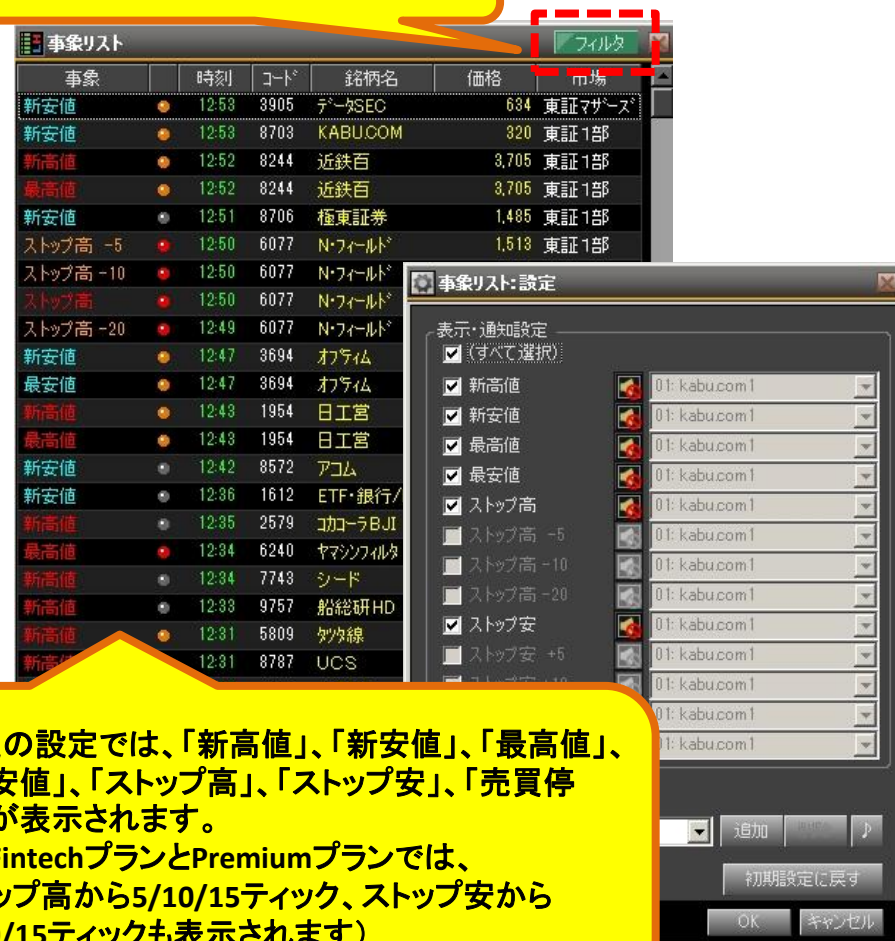 事象リスト
フィルタ
事象 時刻 コード 銘柄名 価格 市場
新安値 12:53 3905 データSEC 634 東証マザーズ
新安値 12:53 8703 KABU.COM 320 東証1部
新高値 12:52 8244 近鉄百 3,705 東証1部
最高値 12:52 8244 近鉄百 3,705 東証1部
新安値 12:51 8706 極東証券 1,485 東証1部
ストップ高 -5 12:50 6077 N・フィールド 1,513 東証1部
ストップ高 -10 12:50 6077 N・フィールド
ストップ高 12:50 6077 N・フィールド
ストップ高 -20 12:49 6077 N・フィールド
新安値 12:47 3694 オプティム
最安値 12:47 3694 オプティム
新高値 12:43 1954 日工営
最高値 12:43 1954 日工営
新安値 12:42 8572 アコム
新安値 12:36 1612 ETF・銀行/
新高値 12:35 2579 コカコーラBJI
最高値 12:34 6240 ヤマシンフィルタ
新高値 12:34 7743 シード
新高値 12:33 9757 船総研HD
新高値 12:31 5809 タツタ線
新高値 12:31 8787 UCS
事象リスト:設定
表示・通知設定
(すべて選択)
新高値 01: kabu.com1
新安値 01: kabu.com1
最高値 01: kabu.com1
最安値 01: kabu.com1
ストップ高 01: kabu.com1
ストップ高 -5 01: kabu.com1
ストップ高 -10 01: kabu.com1
ストップ高 -20 01: kabu.com1
ストップ安 01: kabu.com1
ストップ安 +5 01: kabu.com1
01: kabu.com1
01: kabu.com1
01: kabu.com1
追加 ♪
初期設定に戻す
OK キャンセル
の設定では、「新高値」、「新安値」、「最高値」、
安値」、「ストップ高」、「ストップ安」、「売買停
が表示されます。
FintechプランとPremiumプランでは、
ップ高から5/10/15ティック、ストップ安から
/15ティックも表示されます)